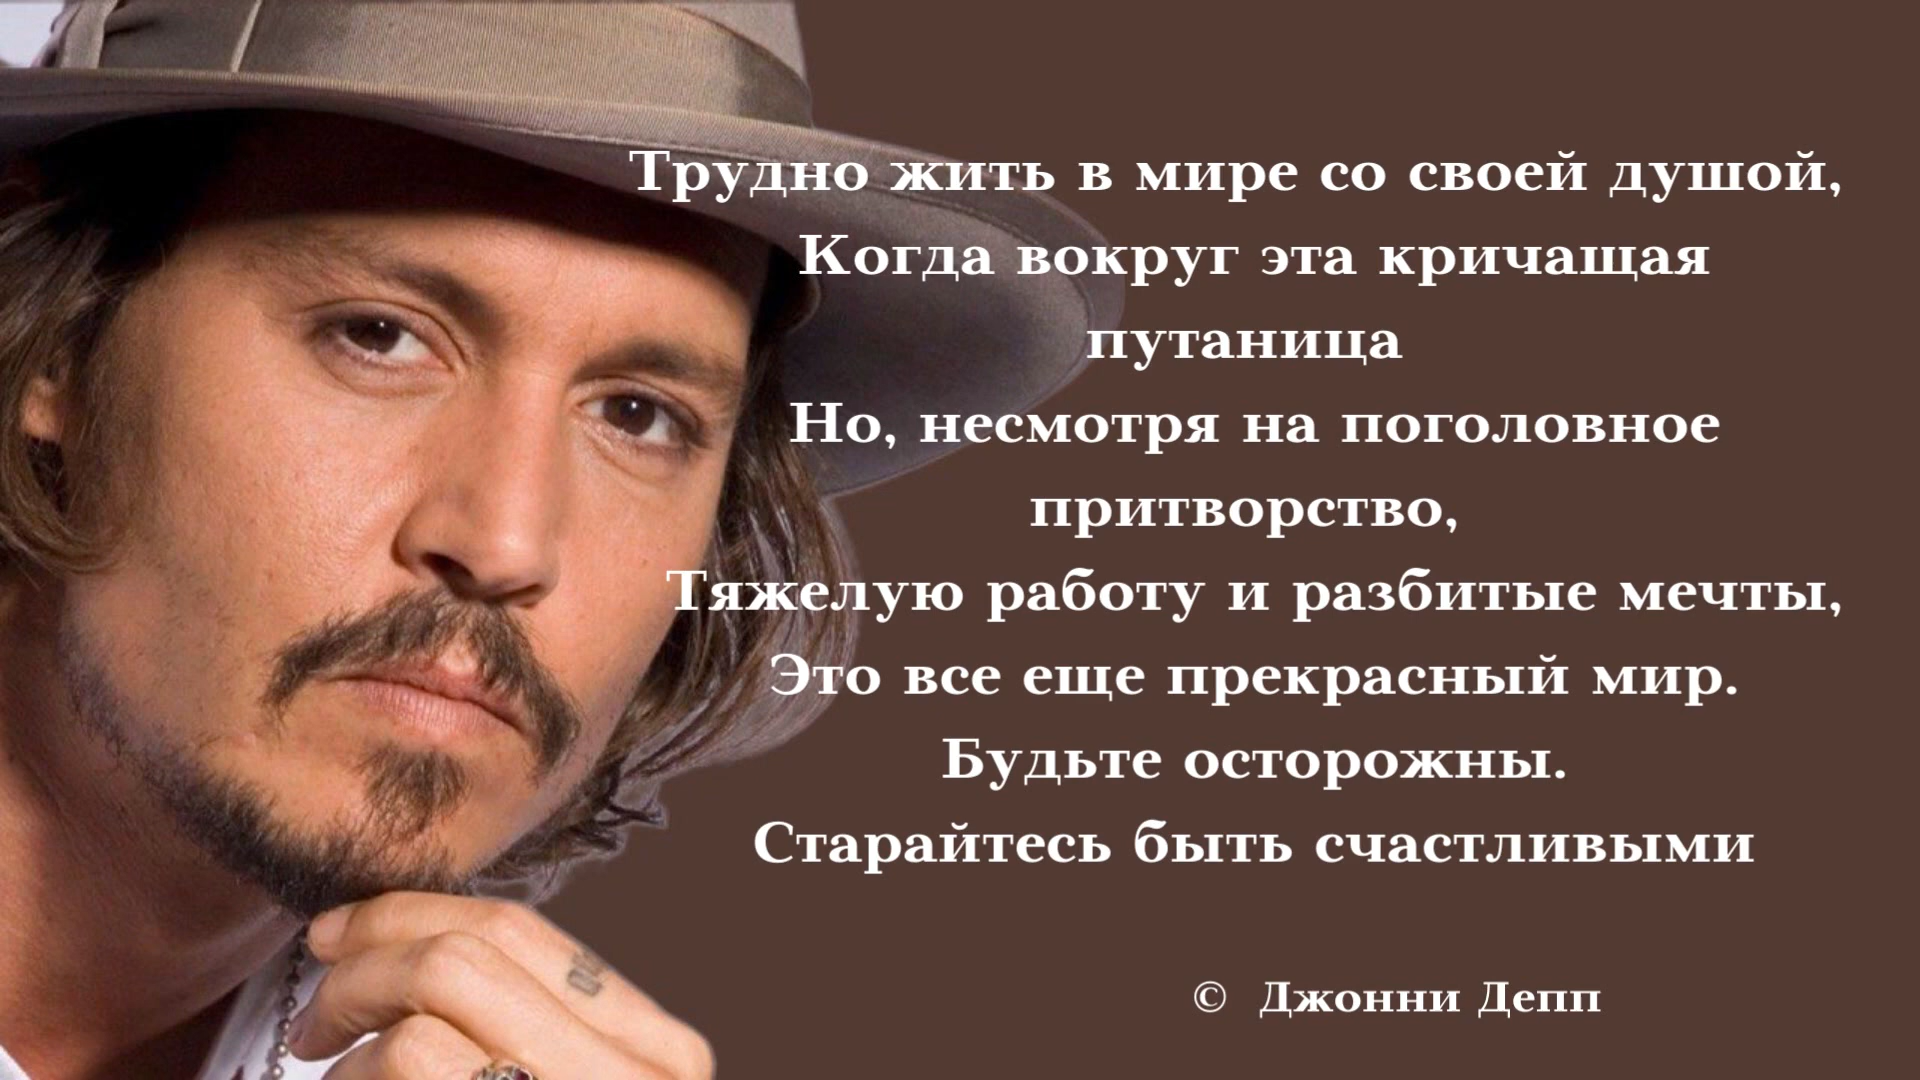 Трудно жить в мире со своей душой,
Когда вокруг эта кричащая
путаница
Но, несмотря на поголовное
притворство,
Тяжелую работу и разбитые мечты,
Это все еще прекрасный мир.
Будьте осторожны.
Старайтесь быть счастливыми
© Джонни Депп